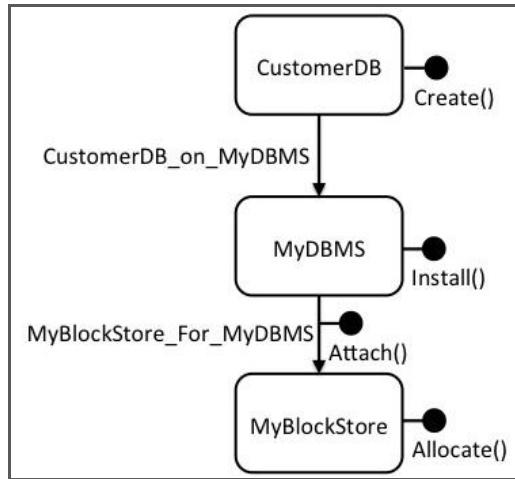 CustomerDB
Create()
CustomerDB_on_MyDBMS
MyDBMS
Install()
MyBlockStore_For_MyDBMS
Attach()
MyBlockStore
Allocate()